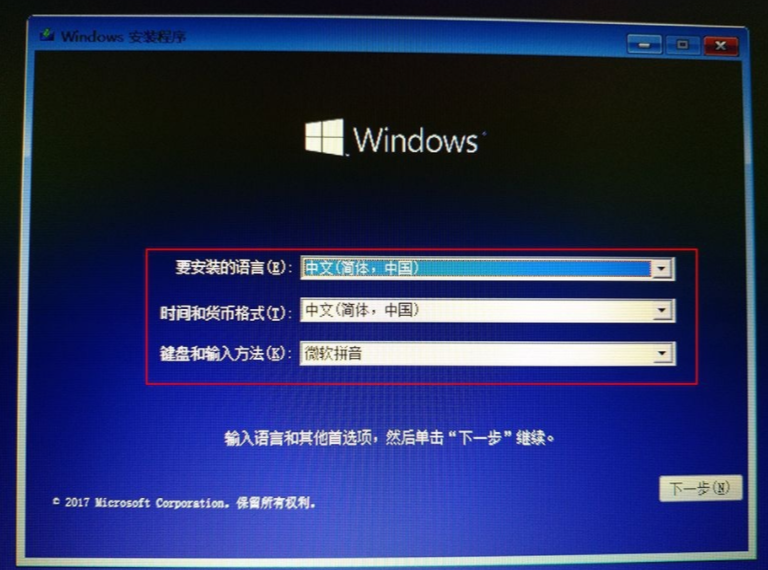 Windows 安装程序
Windows
要安装的语言(E): 中文(简体，中国)
时间和货币格式(T): 中文(简体，中国)
键盘和输入方法(K): 微软拼音
输入语言和其他首选项，然后单击“下一步”继续。
下一步(N)
© 2017 Microsoft Corporation。保留所有权利。